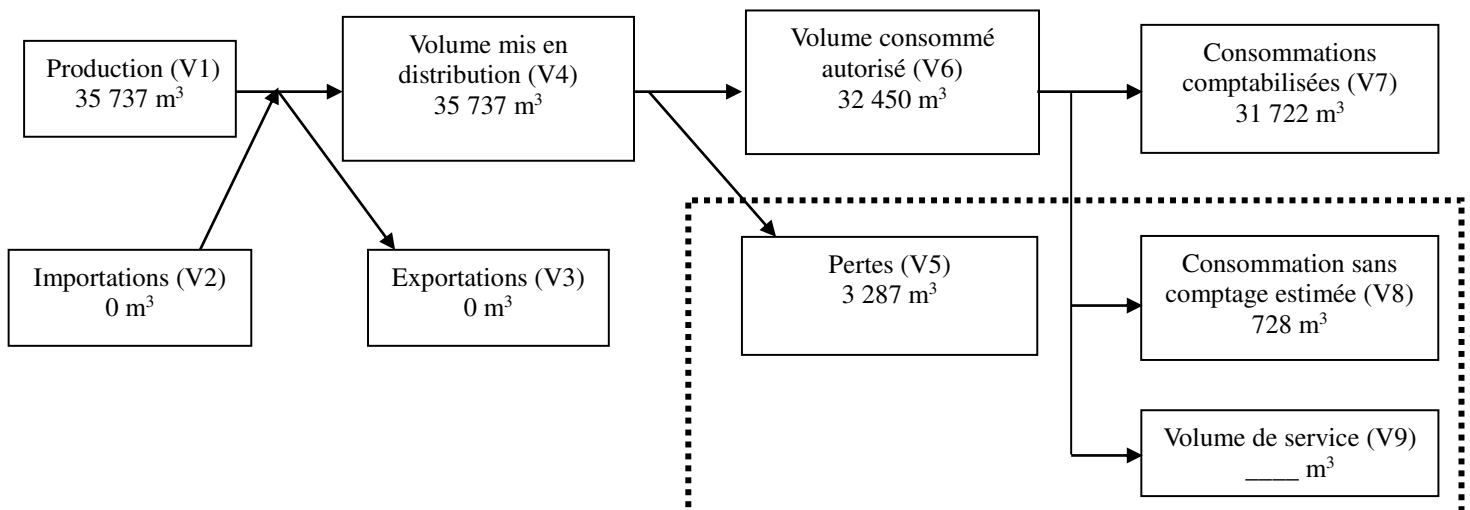 Production (V1)
35 737 m³
Volume mis en
distribution (V4)
35 737 m³
Volume consommé
autorisé (V6)
32 450 m³
Consommations
comptabilisées (V7)
31 722 m³
Importations (V2)
0 m³
Exportations (V3)
0 m³
Pertes (V5)
3 287 m³
Consommation sans
comptage estimée (V8)
728 m³
Volume de service (V9)
____ m³